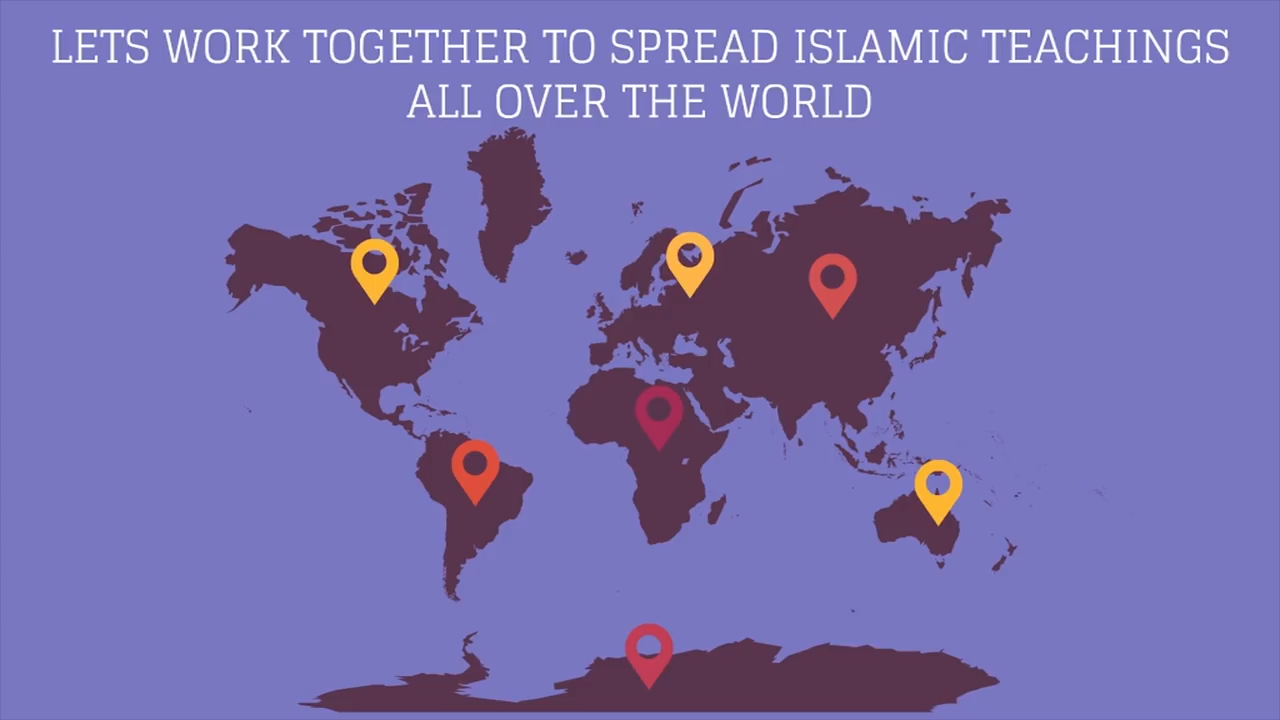 LETS WORK TOGETHER TO SPREAD ISLAMIC TEACHINGS
ALL OVER THE WORLD